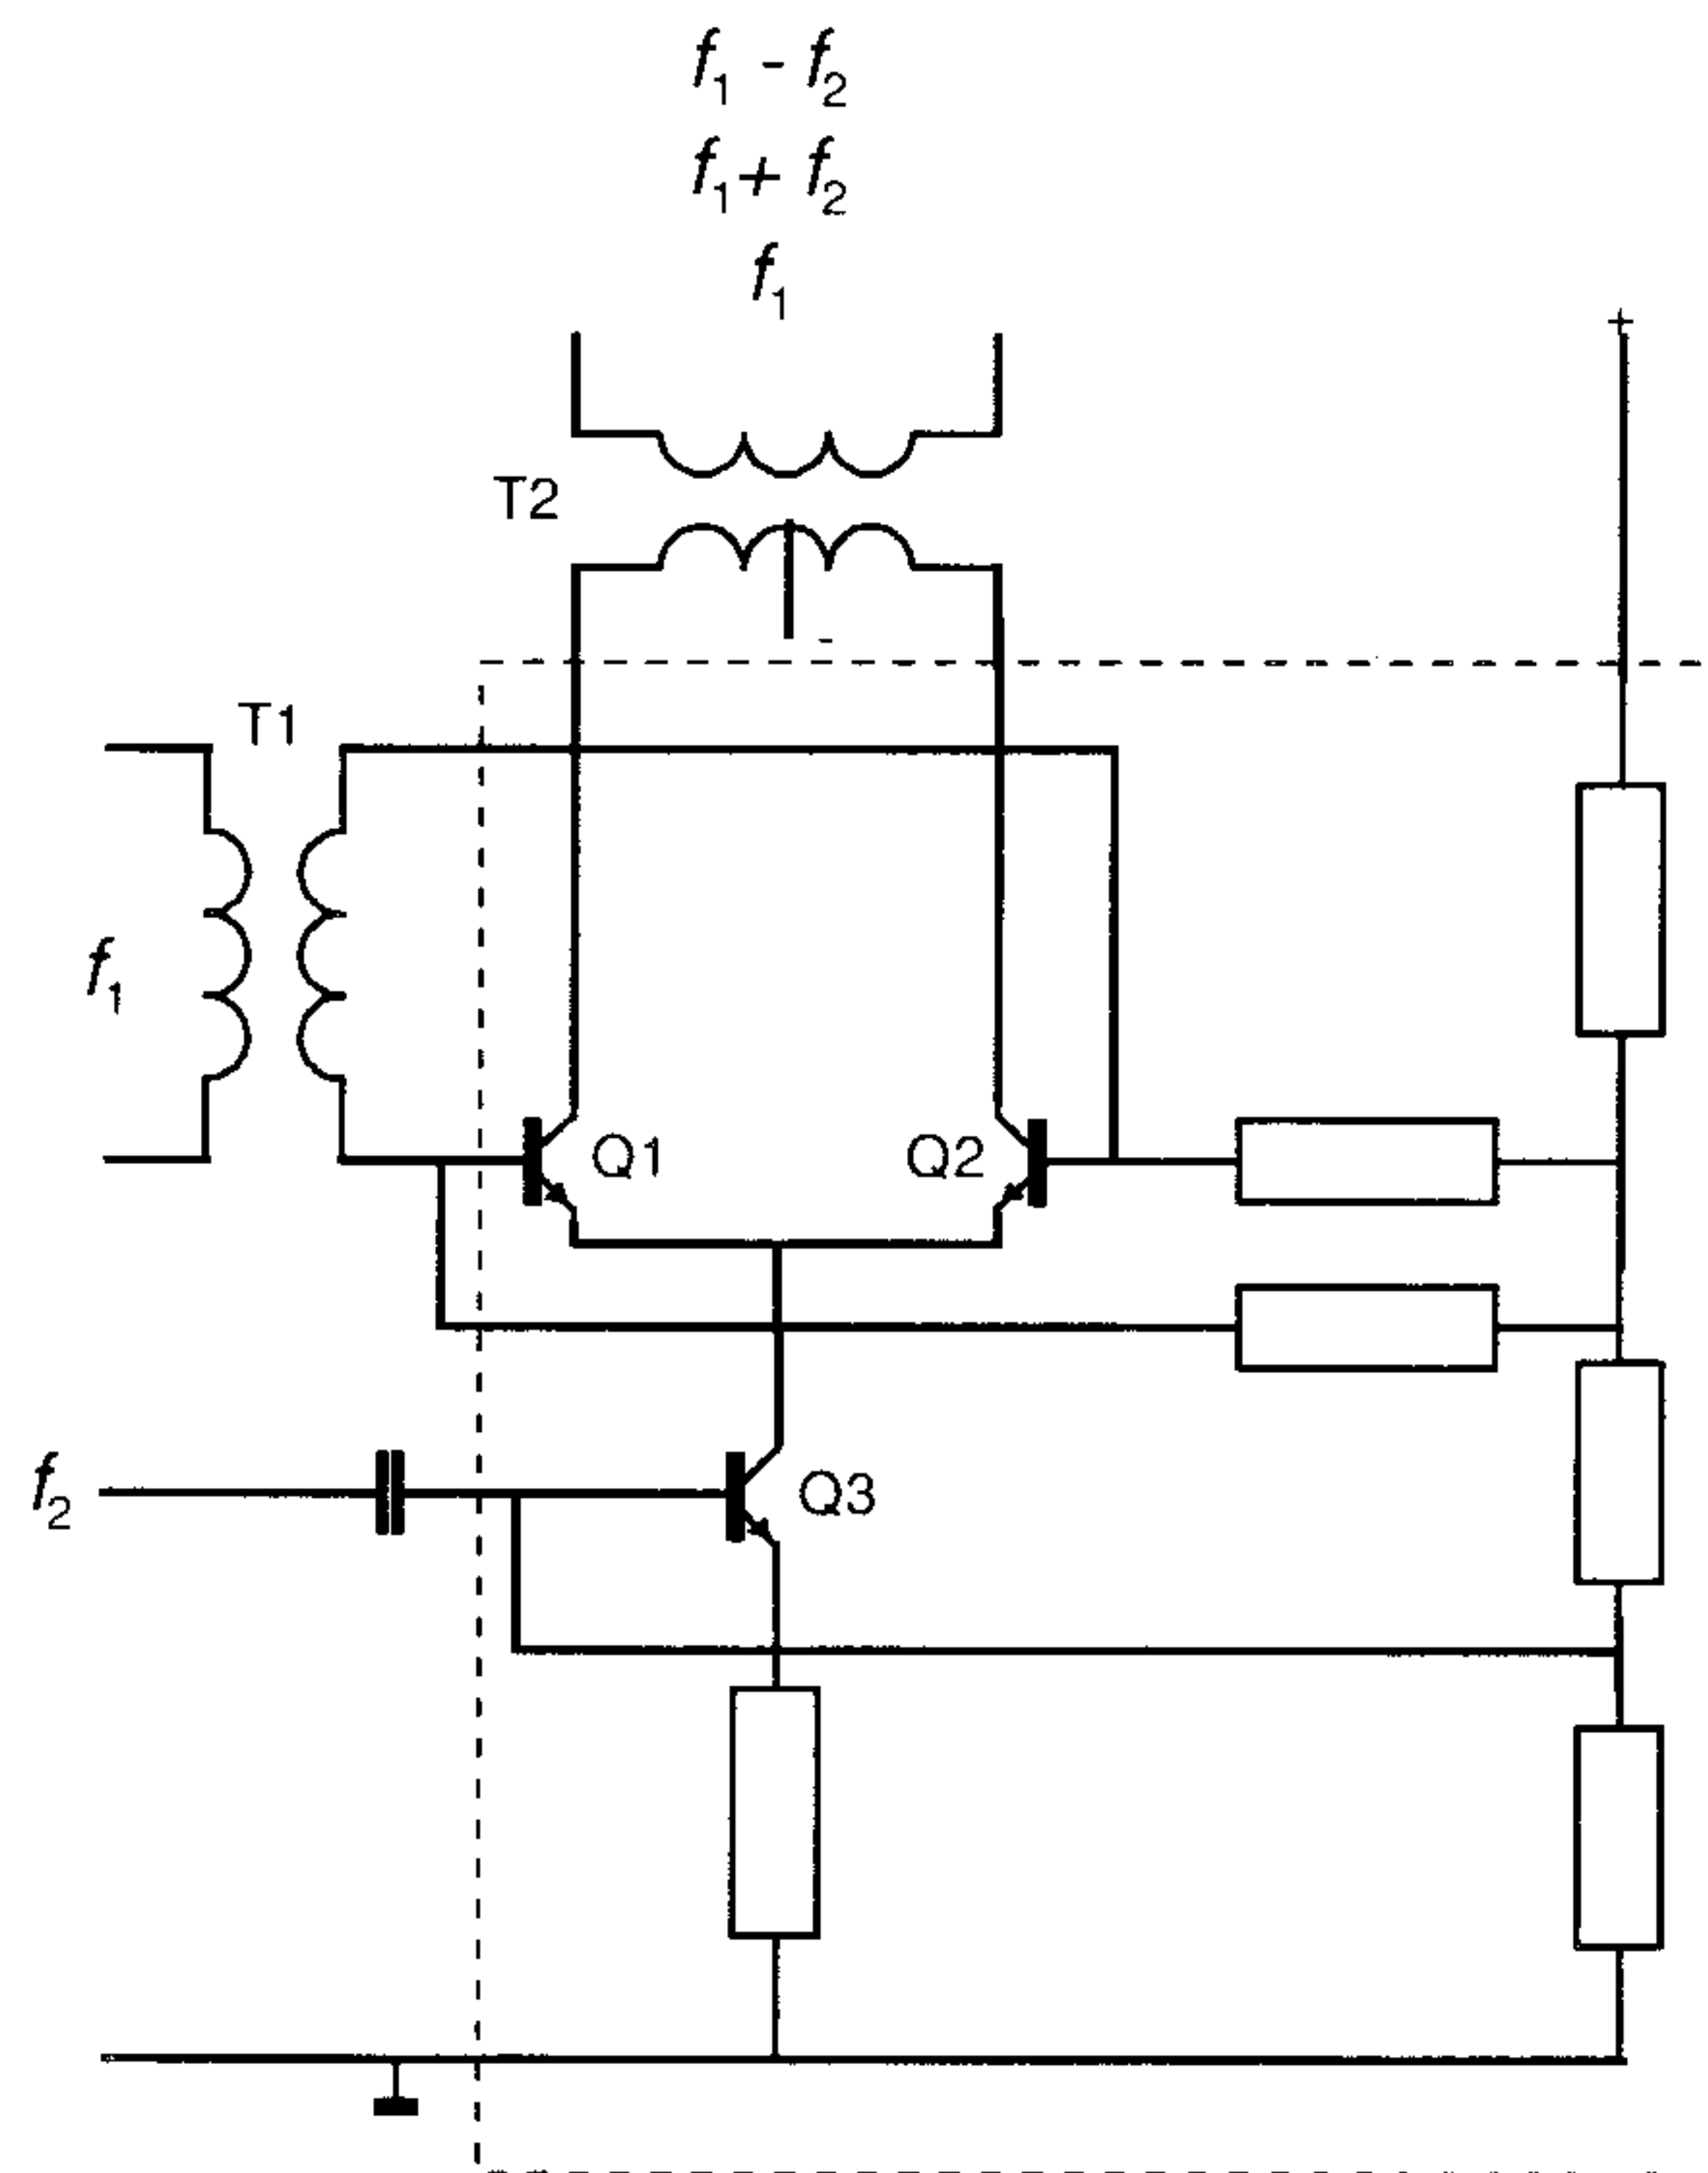 f₁ - f₂
f₁ + f₂
f₁
+
T2
T1
f₁
Q1
Q2
f₂
Q3